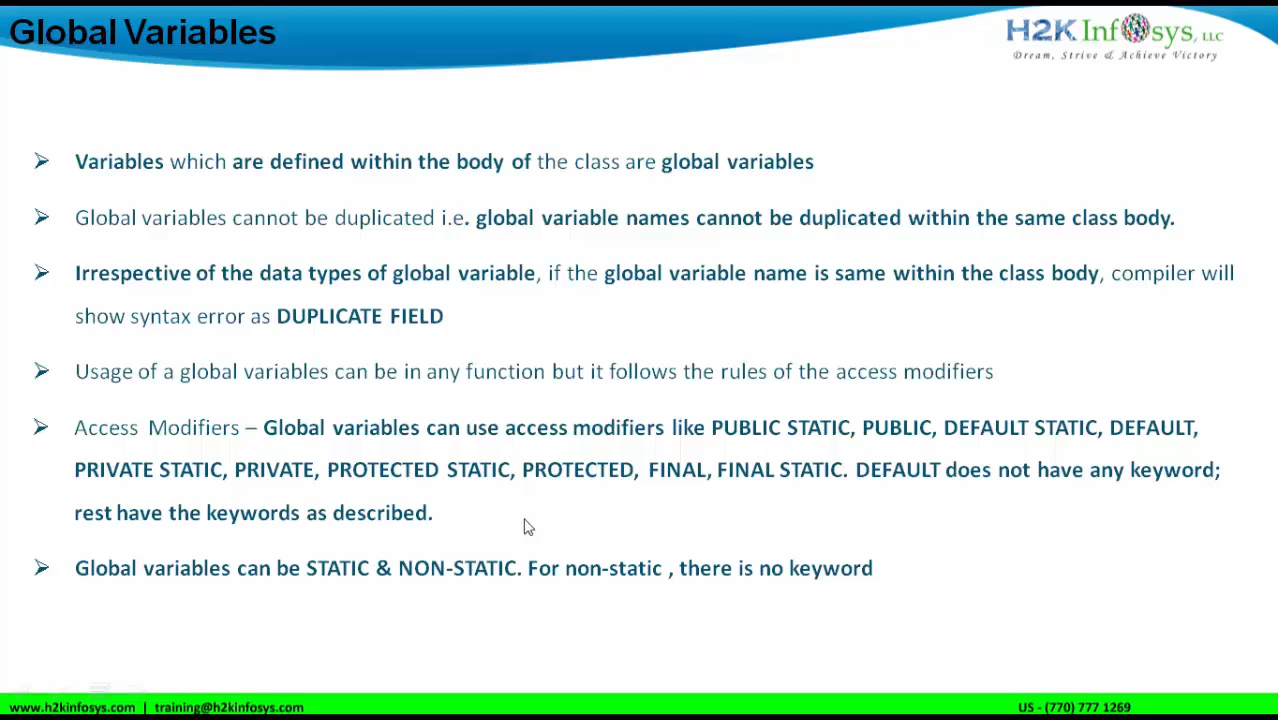 Global Variables
H2K Infosys, LLC
Dream, Strive & Achieve Victory
Variables which are defined within the body of the class are global variables
Global variables cannot be duplicated i.e. global variable names cannot be duplicated within the same class body.
Irrespective of the data types of global variable, if the global variable name is same within the class body, compiler will
show syntax error as DUPLICATE FIELD
Usage of a global variables can be in any function but it follows the rules of the access modifiers
Access Modifiers – Global variables can use access modifiers like PUBLIC STATIC, PUBLIC, DEFAULT STATIC, DEFAULT,
PRIVATE STATIC, PRIVATE, PROTECTED STATIC, PROTECTED, FINAL, FINAL STATIC. DEFAULT does not have any keyword;
rest have the keywords as described.
Global variables can be STATIC & NON-STATIC. For non-static , there is no keyword
www.h2kinfosys.com | training@h2kinfosys.com
US - (770) 777 1269